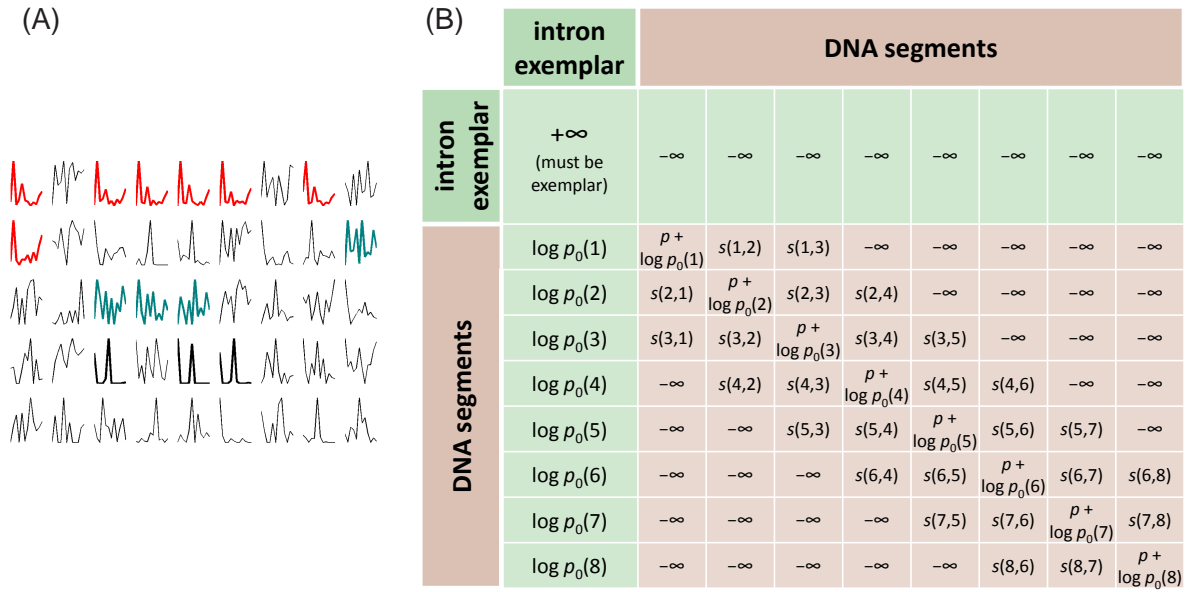 (A)
(B)
intron exemplar
DNA segments
intron exemplar
+∞ (must be exemplar) −∞ −∞ −∞ −∞ −∞ −∞ −∞ −∞
DNA segments
log p₀(1) p + log p₀(1) s(1,2) s(1,3) −∞ −∞ −∞ −∞ −∞
log p₀(2) s(2,1) p + log p₀(2) s(2,3) s(2,4) −∞ −∞ −∞ −∞
log p₀(3) s(3,1) s(3,2) p + log p₀(3) s(3,4) s(3,5) −∞ −∞ −∞
log p₀(4) −∞ s(4,2) s(4,3) p + log p₀(4) s(4,5) s(4,6) −∞ −∞
log p₀(5) −∞ −∞ s(5,3) s(5,4) p + log p₀(5) s(5,6) s(5,7) −∞
log p₀(6) −∞ −∞ −∞ s(6,4) s(6,5) p + log p₀(6) s(6,7) s(6,8)
log p₀(7) −∞ −∞ −∞ −∞ s(7,5) s(7,6) p + log p₀(7) s(7,8)
log p₀(8) −∞ −∞ −∞ −∞ −∞ s(8,6) s(8,7) p + log p₀(8)